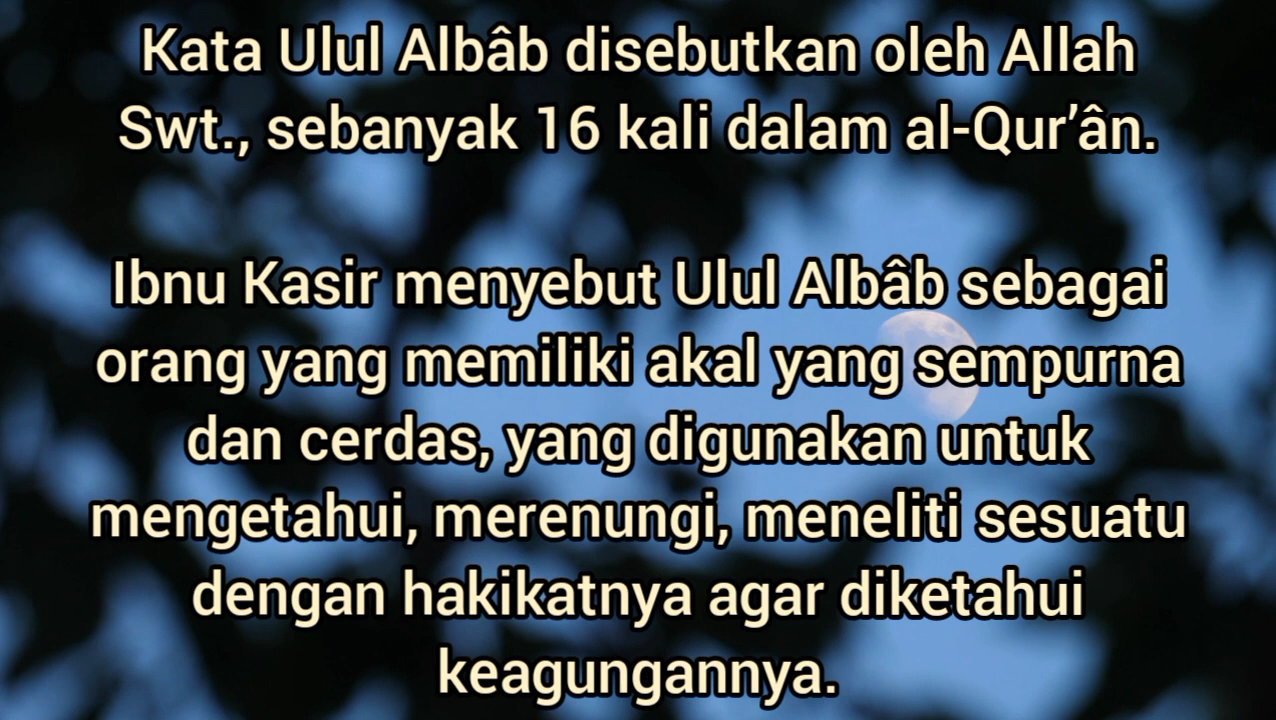 Kata Ulul Albâb disebutkan oleh Allah
Swt., sebanyak 16 kali dalam al-Qur’ân.
Ibnu Kasir menyebut Ulul Albâb sebagai
orang yang memiliki akal yang sempurna
dan cerdas, yang digunakan untuk
mengetahui, merenungi, meneliti sesuatu
dengan hakikatnya agar diketahui
keagungannya.